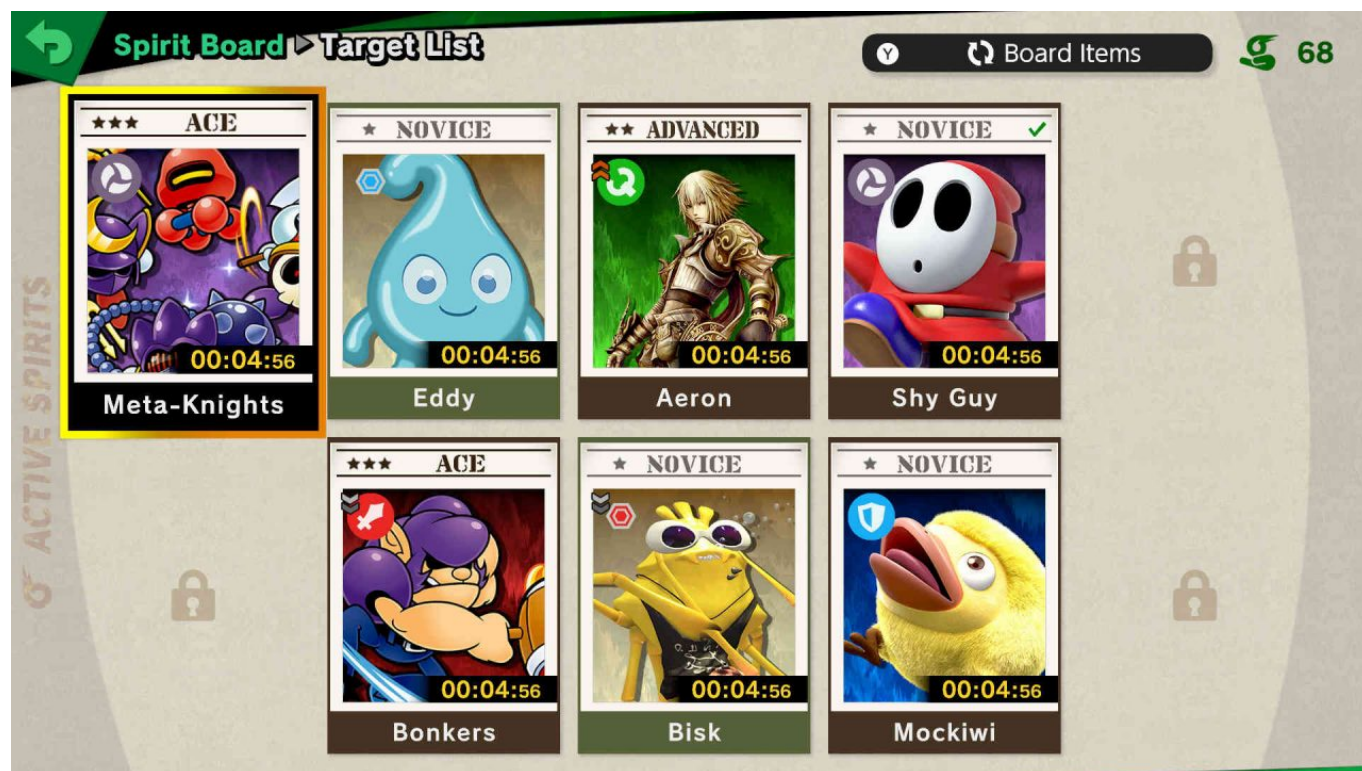 Spirit Board ▷ Target List
Y Board Items
68
ACTIVE SPIRITS
★★★ ACE
00:04:56
Meta-Knights
★ NOVICE
00:04:56
Eddy
★★ ADVANCED
00:04:56
Aeron
★ NOVICE ✓
00:04:56
Shy Guy
★★★ ACE
00:04:56
Bonkers
★ NOVICE
00:04:56
Bisk
★ NOVICE
00:04:56
Mockiwi